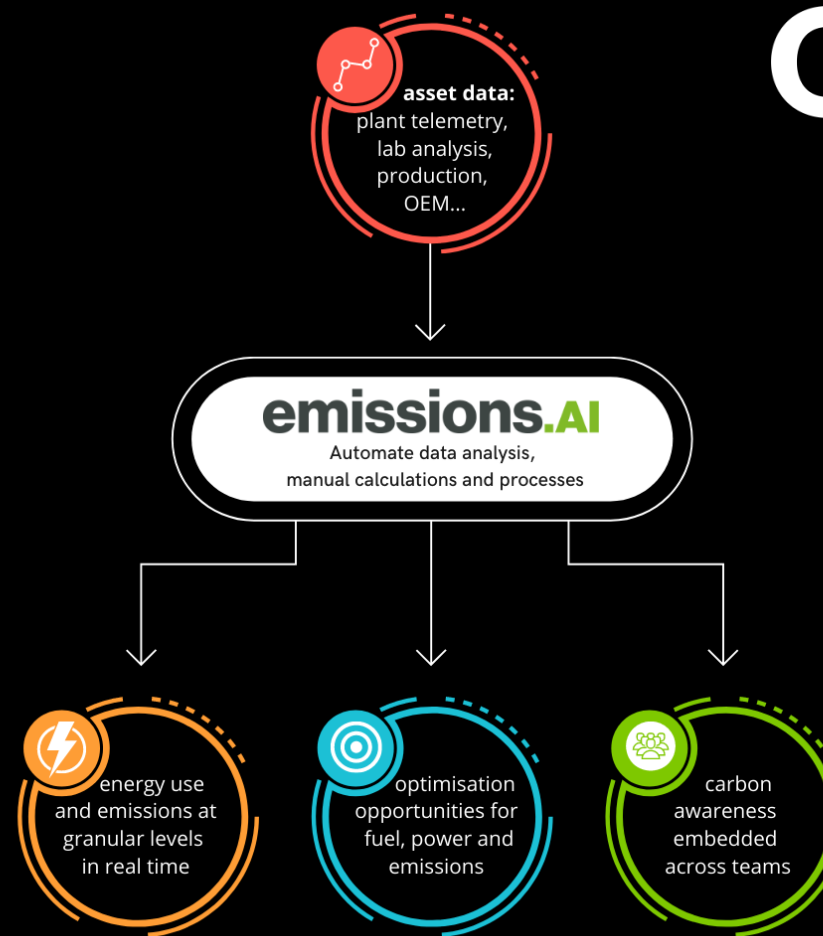 asset data:
plant telemetry,
lab analysis,
production,
OEM...
emissions.AI
Automate data analysis,
manual calculations and processes
energy use
and emissions at
granular levels
in real time
optimisation
opportunities for
fuel, power and
emissions
carbon
awareness
embedded
across teams